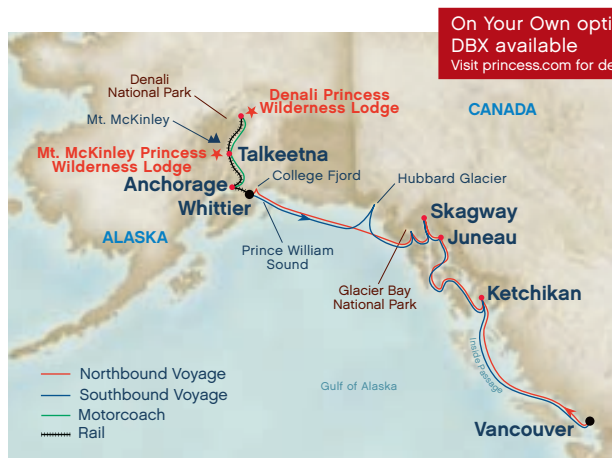 On Your Own opti
DBX available
Visit princess.com for de
Denali
National Park
Denali Princess
Wilderness Lodge
CANADA
Mt. McKinley
Mt. McKinley Princess
Wilderness Lodge
Talkeetna
College Fjord
Hubbard Glacier
Anchorage
Whittier
Skagway
ALASKA
Juneau
Prince William
Sound
Glacier Bay
National Park
Ketchikan
Inside Passage
Northbound Voyage
Southbound Voyage
Gulf of Alaska
Motorcoach
Rail
Vancouver